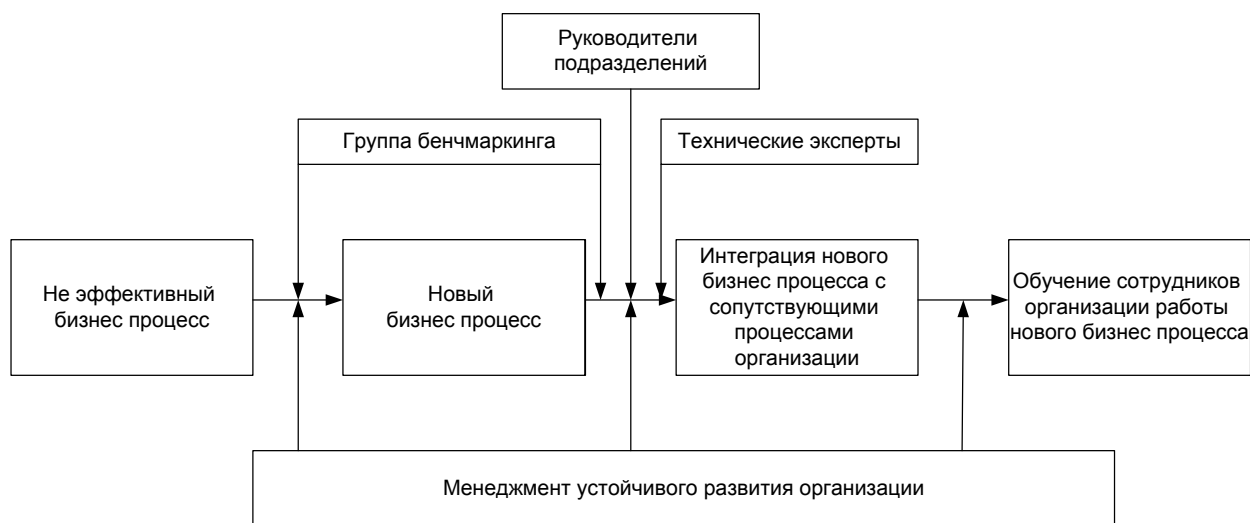 Руководители
подразделений
Группа бенчмаркинга
Технические эксперты
Не эффективный
бизнес процесс
Новый
бизнес процесс
Интеграция нового
бизнес процесса с
сопутствующими
процессами
организации
Обучение сотрудников
организации работы
нового бизнес процесса
Менеджмент устойчивого развития организации